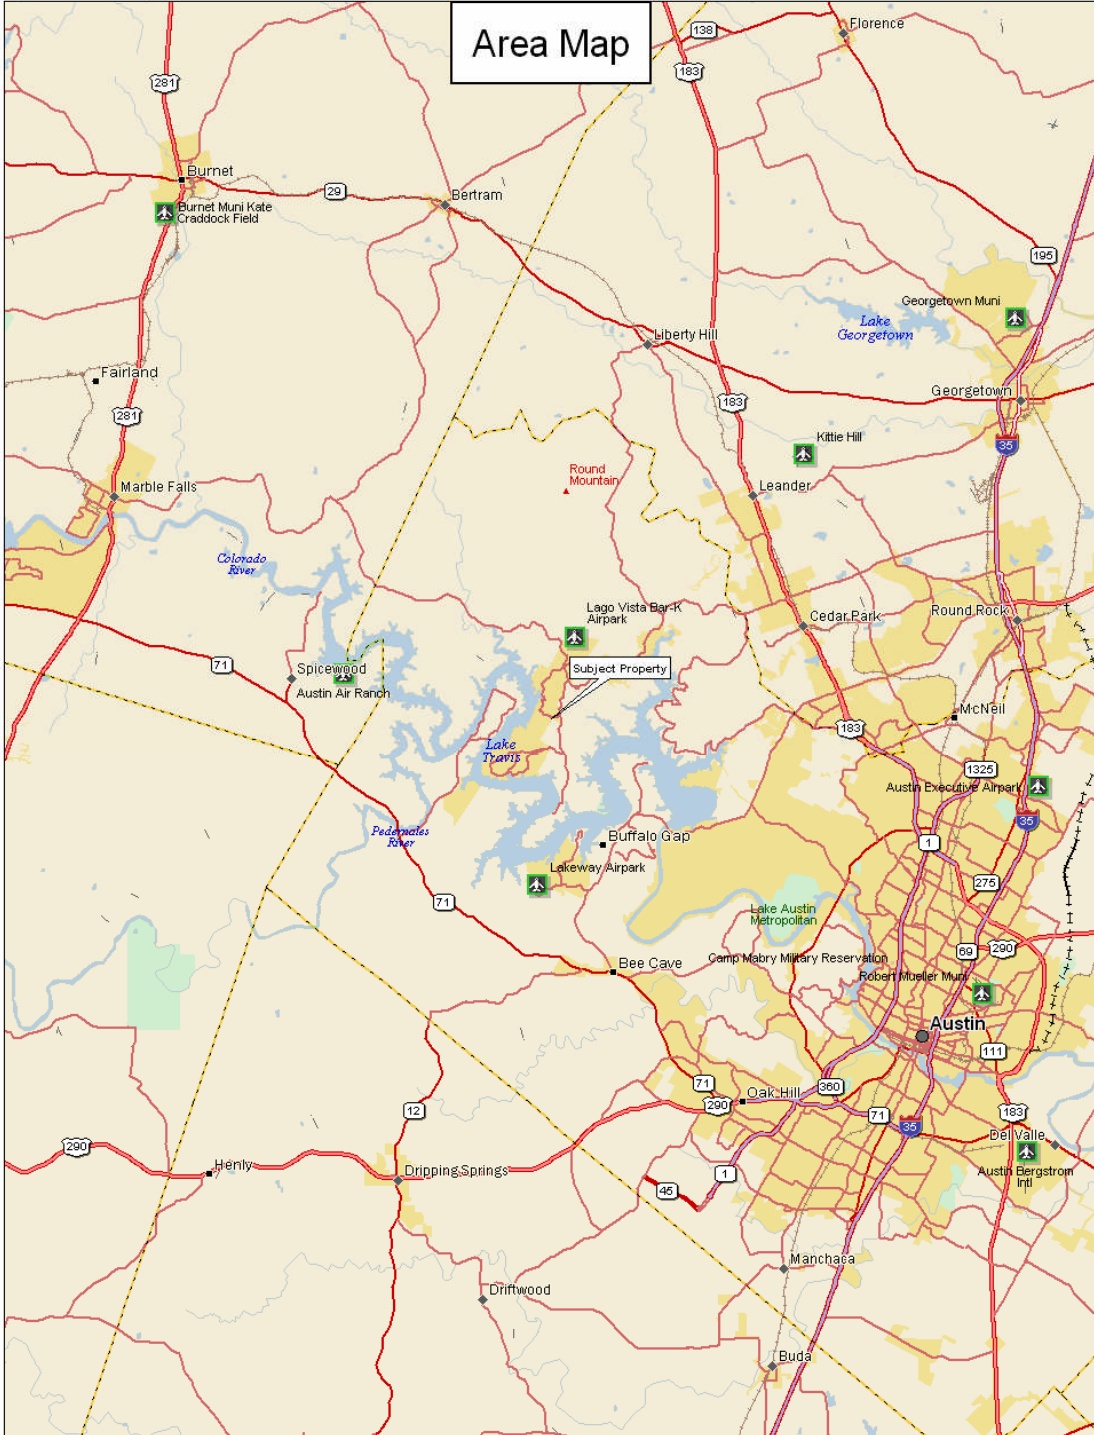 Area Map
Florence
138
183
281
Burnet
29
Bertram
Burnet Muni Kate
Craddock Field
195
Georgetown Muni
Lake
Georgetown
Liberty Hill
Fairland
183
Georgetown
281
Kittie Hill
35
Round
Mountain
Marble Falls
Leander
Colorado
River
Lago Vista Bar-K
Airpark
Cedar Park
Round Rock
71
Spicewood
Subject Property
Austin Air Ranch
McNeil
183
Lake
Travis
1325
Austin Executive Airpark
35
Pedernales
River
Buffalo Gap
1
Lakeway Airpark
275
71
Lake Austin
Metropolitan
69
290
Bee Cave
Camp Mabry Military Reservation
Robert Mueller Muni
Austin
111
71
360
Oak Hill
290
12
71
183
35
290
Del Valle
Henly
Dripping Springs
1
Austin Bergstrom
Intl
45
Manchaca
Driftwood
Buda